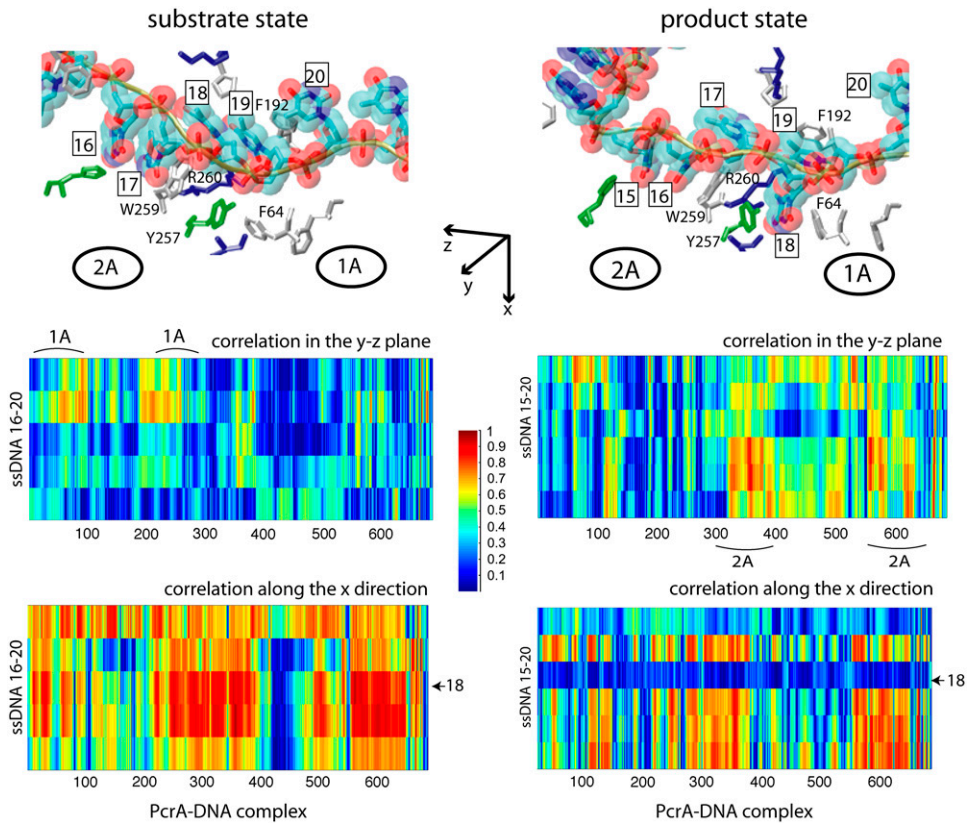 substrate state
product state
16
17
18
19
20
F192
R260
W259
Y257
F64
2A
1A
z
y
x
17
19
20
F192
R260
15
16
W259
Y257
F64
18
2A
1A
1A
1A
correlation in the y-z plane
ssDNA 16-20
100 200 300 400 500 600
1
0.9
0.8
0.7
0.6
0.5
0.4
0.3
0.2
0.1
correlation in the y-z plane
ssDNA 15-20
100 200 300 400 500 600
2A
2A
correlation along the x direction
ssDNA 16-20
18
100 200 300 400 500 600
PcrA-DNA complex
correlation along the x direction
ssDNA 15-20
18
100 200 300 400 500 600
PcrA-DNA complex